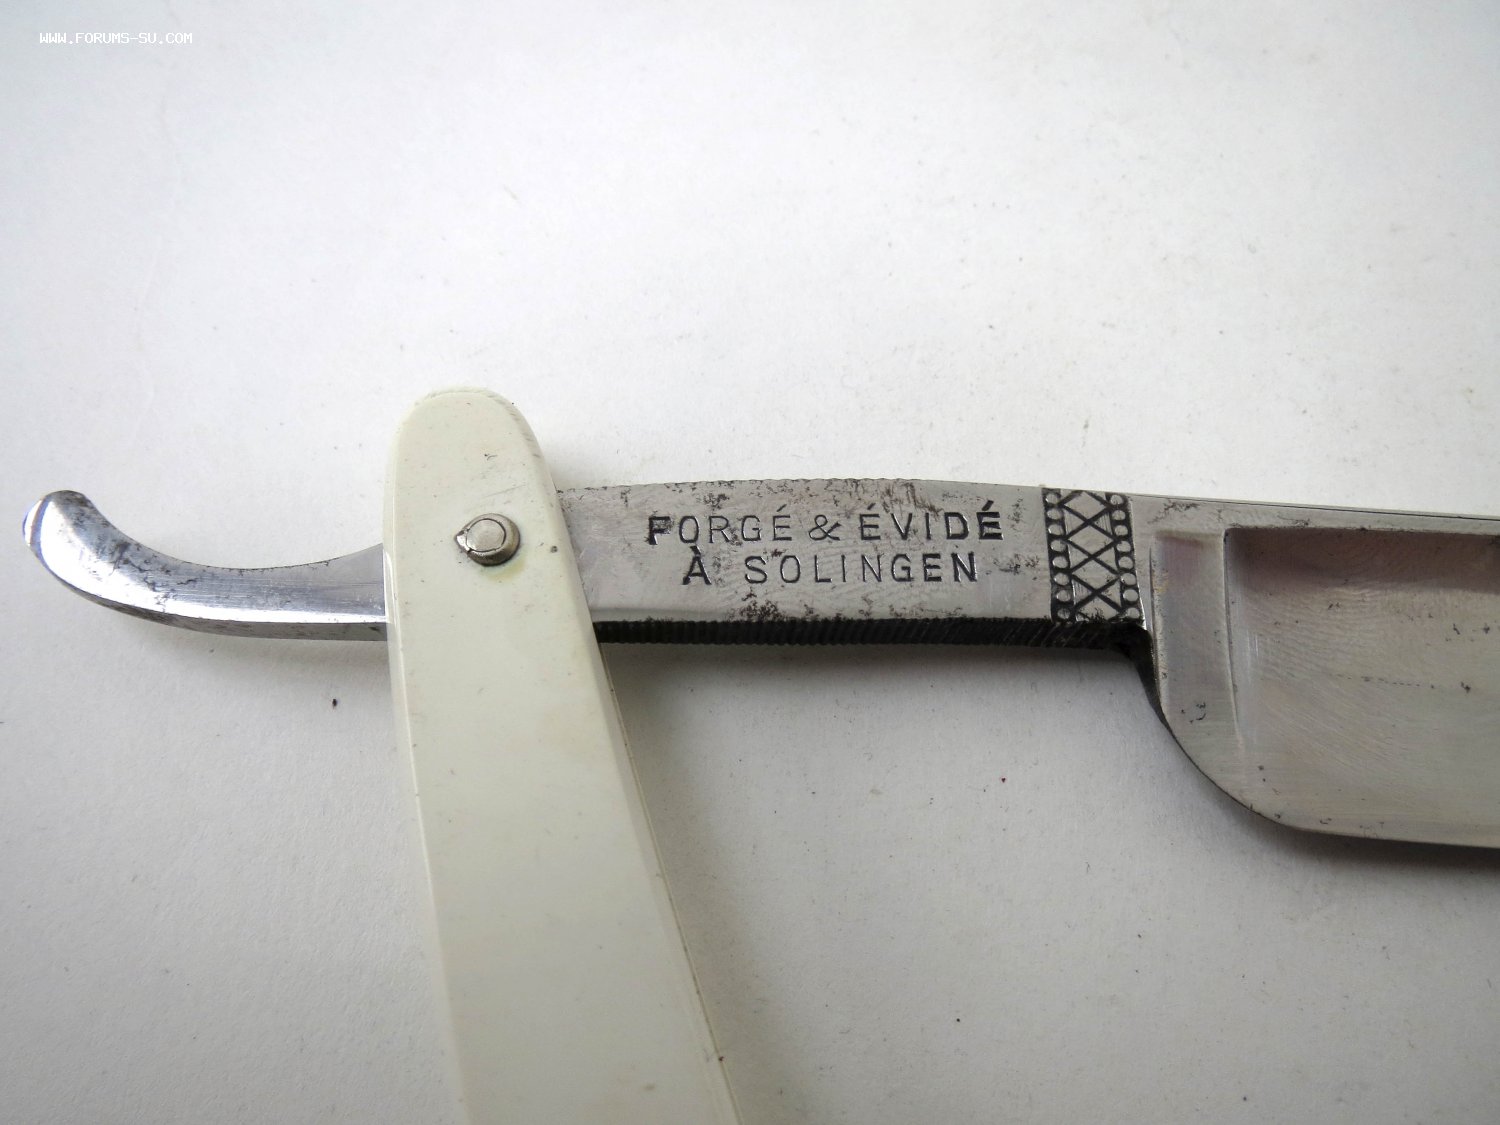 WWW.FORUMS-SU.COM
FORGÉ & ÉVIDÉ
À SOLINGEN